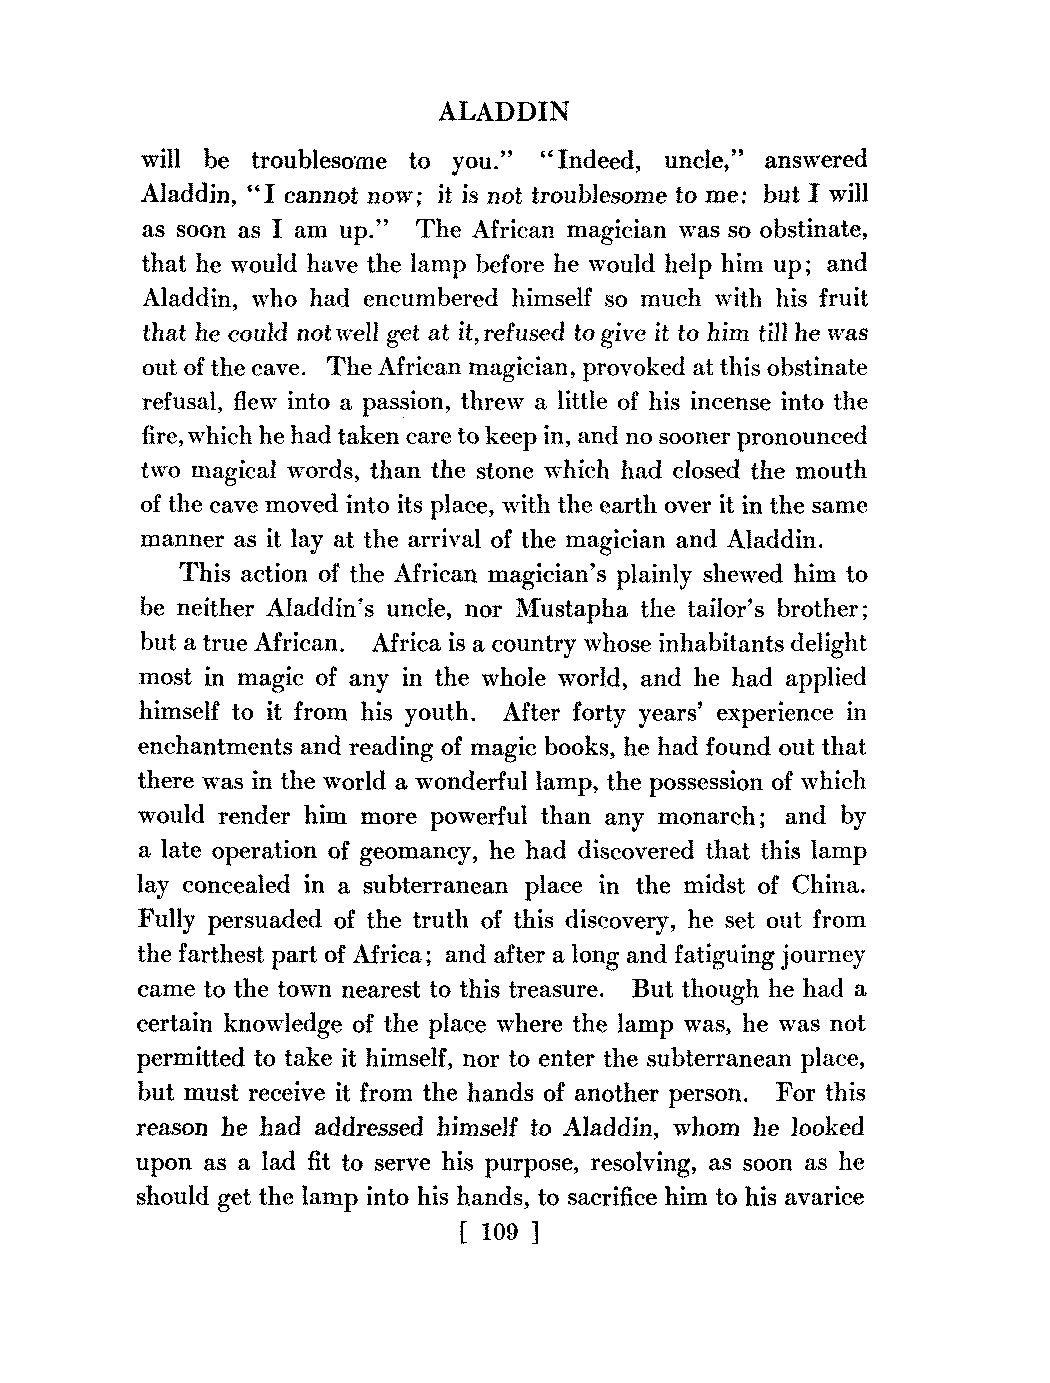 ALADDIN
will be troublesome to you.” “Indeed, uncle,” answered
Aladdin, “I cannot now; it is not troublesome to me: but I will
as soon as I am up.” The African magician was so obstinate,
that he would have the lamp before he would help him up; and
Aladdin, who had encumbered himself so much with his fruit
that he could not well get at it, refused to give it to him till he was
out of the cave. The African magician, provoked at this obstinate
refusal, flew into a passion, threw a little of his incense into the
fire, which he had taken care to keep in, and no sooner pronounced
two magical words, than the stone which had closed the mouth
of the cave moved into its place, with the earth over it in the same
manner as it lay at the arrival of the magician and Aladdin.
This action of the African magician’s plainly shewed him to
be neither Aladdin’s uncle, nor Mustapha the tailor’s brother;
but a true African. Africa is a country whose inhabitants delight
most in magic of any in the whole world, and he had applied
himself to it from his youth. After forty years’ experience in
enchantments and reading of magic books, he had found out that
there was in the world a wonderful lamp, the possession of which
would render him more powerful than any monarch; and by
a late operation of geomancy, he had discovered that this lamp
lay concealed in a subterranean place in the midst of China.
Fully persuaded of the truth of this discovery, he set out from
the farthest part of Africa; and after a long and fatiguing journey
came to the town nearest to this treasure. But though he had a
certain knowledge of the place where the lamp was, he was not
permitted to take it himself, nor to enter the subterranean place,
but must receive it from the hands of another person. For this
reason he had addressed himself to Aladdin, whom he looked
upon as a lad fit to serve his purpose, resolving, as soon as he
should get the lamp into his hands, to sacrifice him to his avarice
[ 109 ]